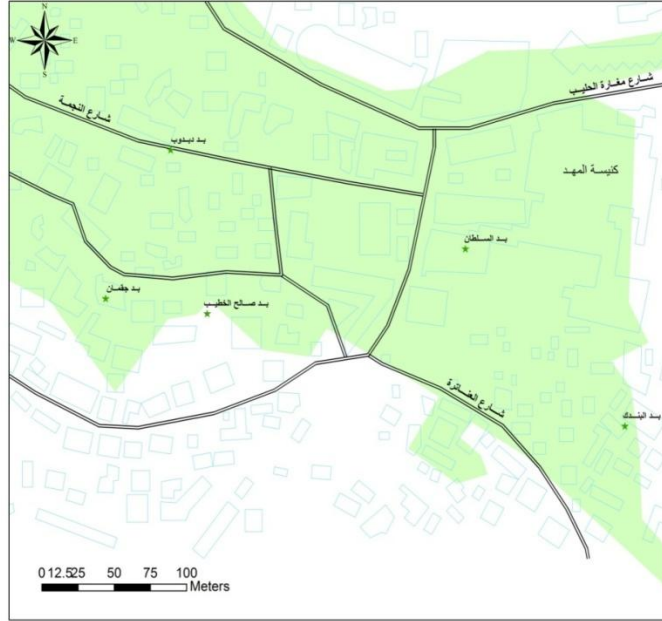 N
W E
S
شارع مغارة الحليب
شارع النجمة
بد دبدوب
كنيسة المهد
بد السلطان
بد جقمان
بد صالح الخطيب
شارع العناترة
بد البندك
0 12.5 25 50 75 100
Meters